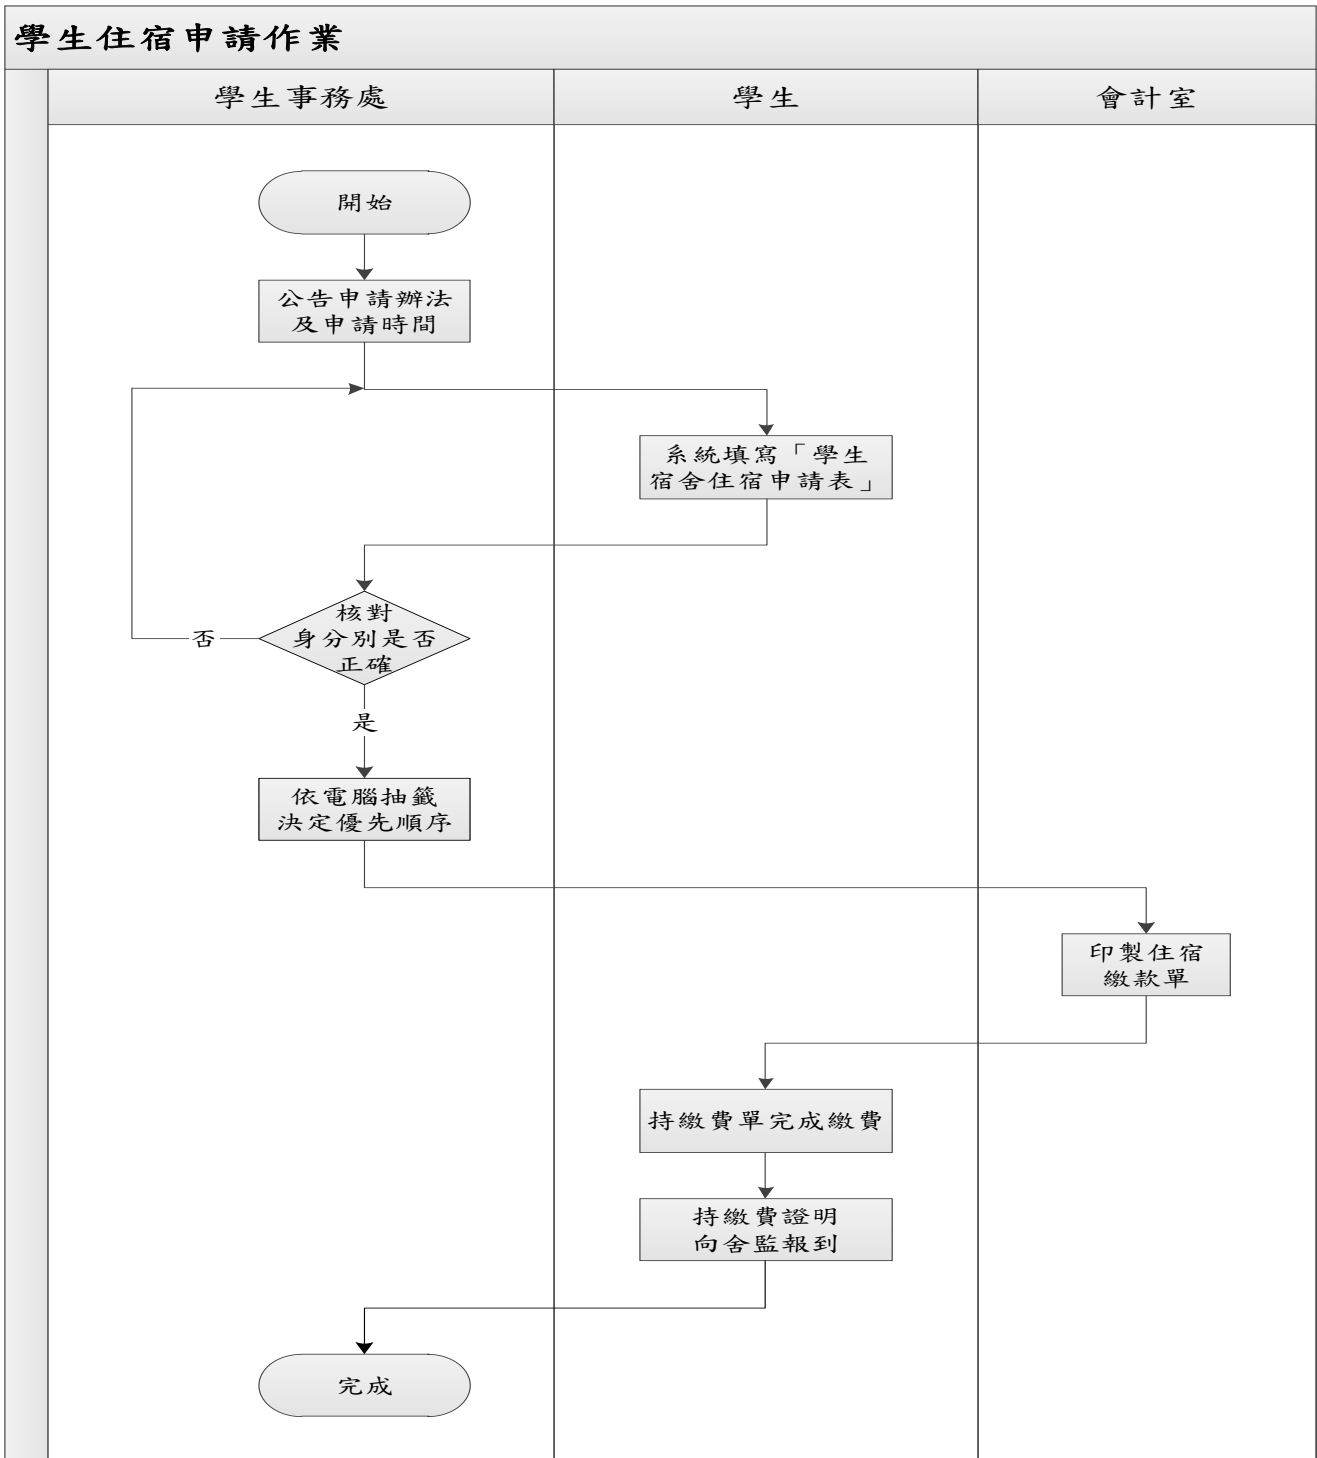 學生住宿申請作業
學生事務處
學生
會計室
開始
公告申請辦法
及申請時間
系統填寫「學生
宿舍住宿申請表」
核對
身分別是否
正確
否
是
依電腦抽籤
決定優先順序
印製住宿
繳款單
持繳費單完成繳費
持繳費證明
向舍監報到
完成